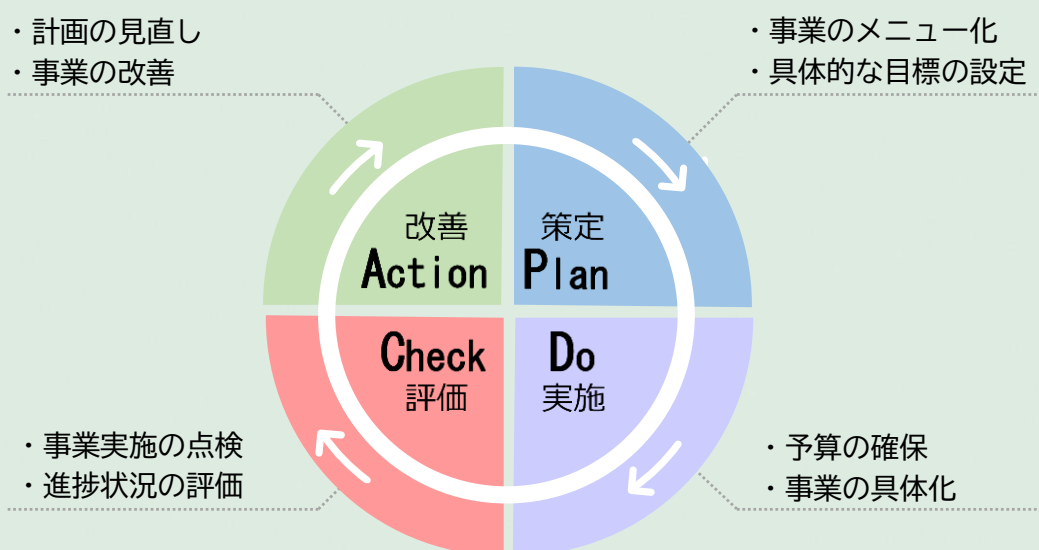 ・計画の見直し
・事業の改善
・事業のメニュー化
・具体的な目標の設定
改善
Action
策定
Plan
Check
評価
Do
実施
・事業実施の点検
・進捗状況の評価
・予算の確保
・事業の具体化